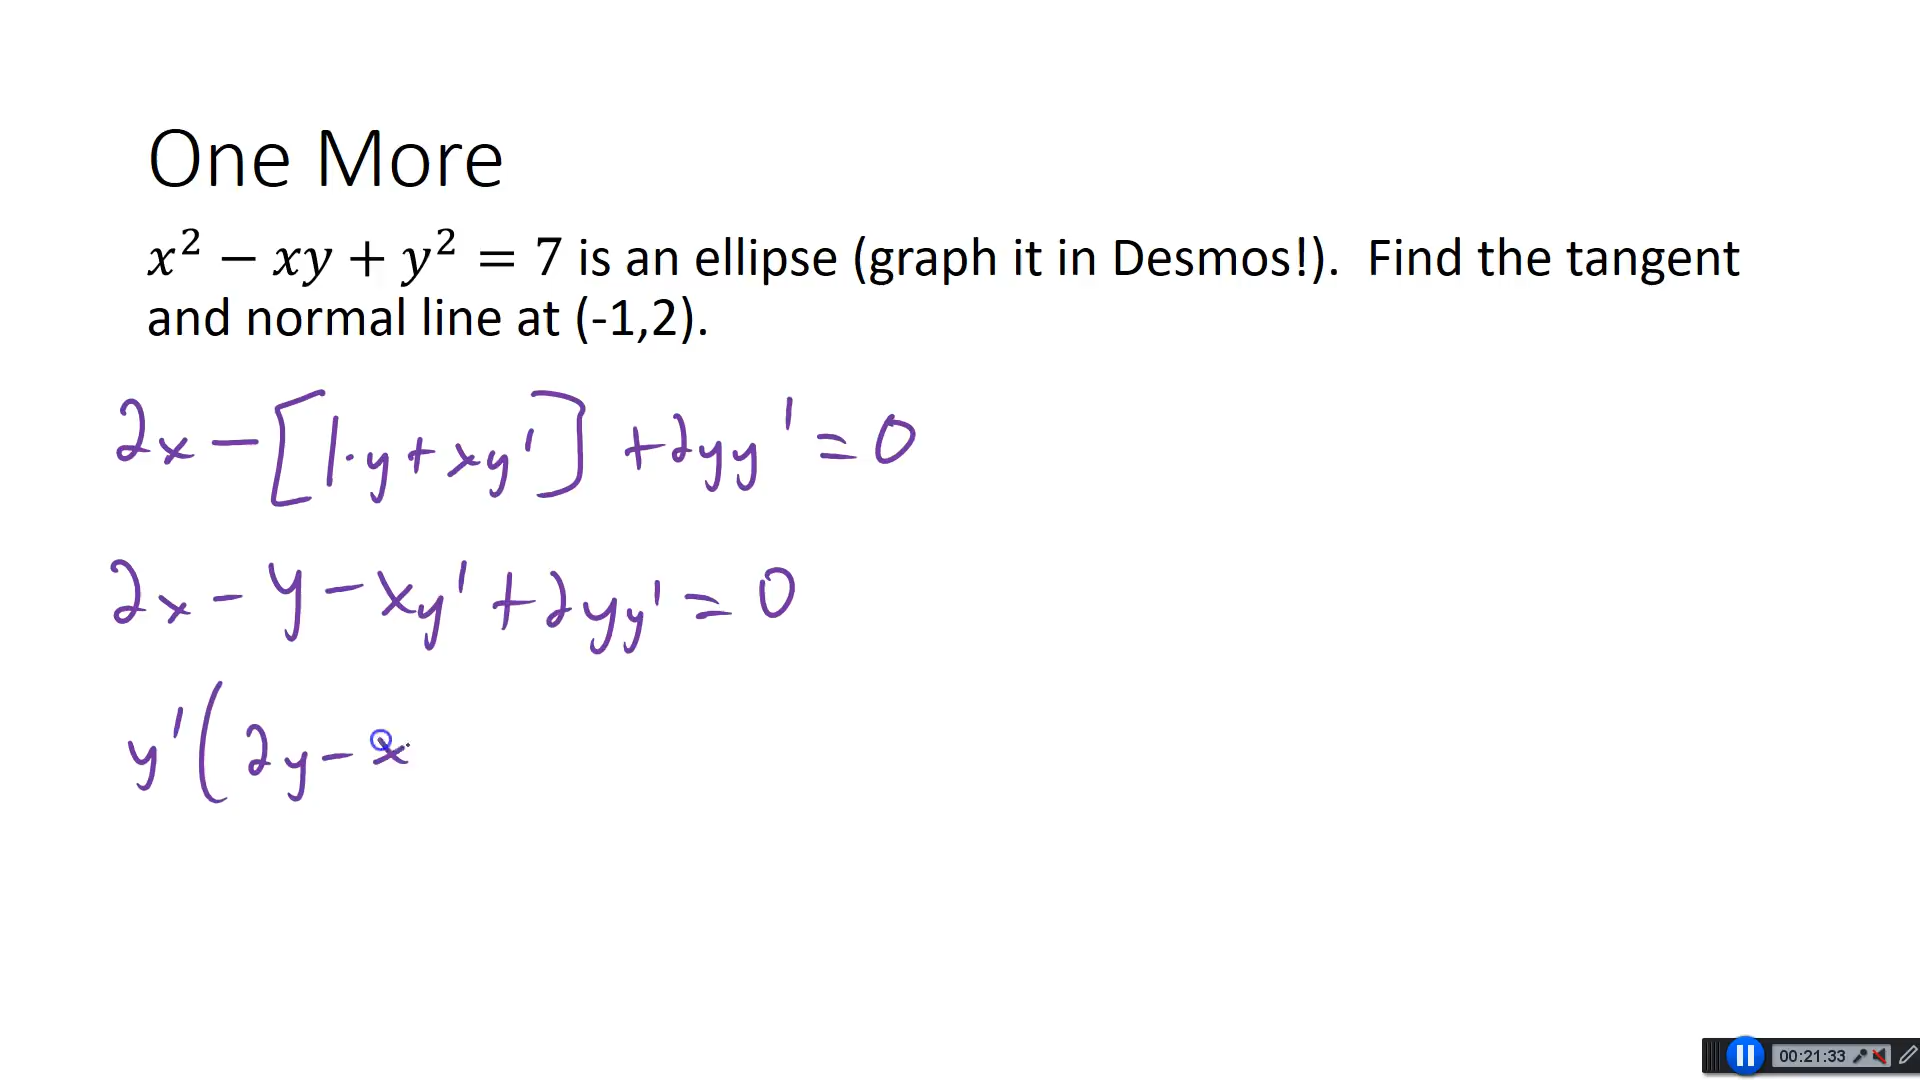 One More
x² − xy + y² = 7 is an ellipse (graph it in Desmos!).  Find the tangent
and normal line at (-1,2).
2x − [1·y + xy'] + 2yy' = 0
2x − y − xy' + 2yy' = 0
y'(2y − x
00:21:33